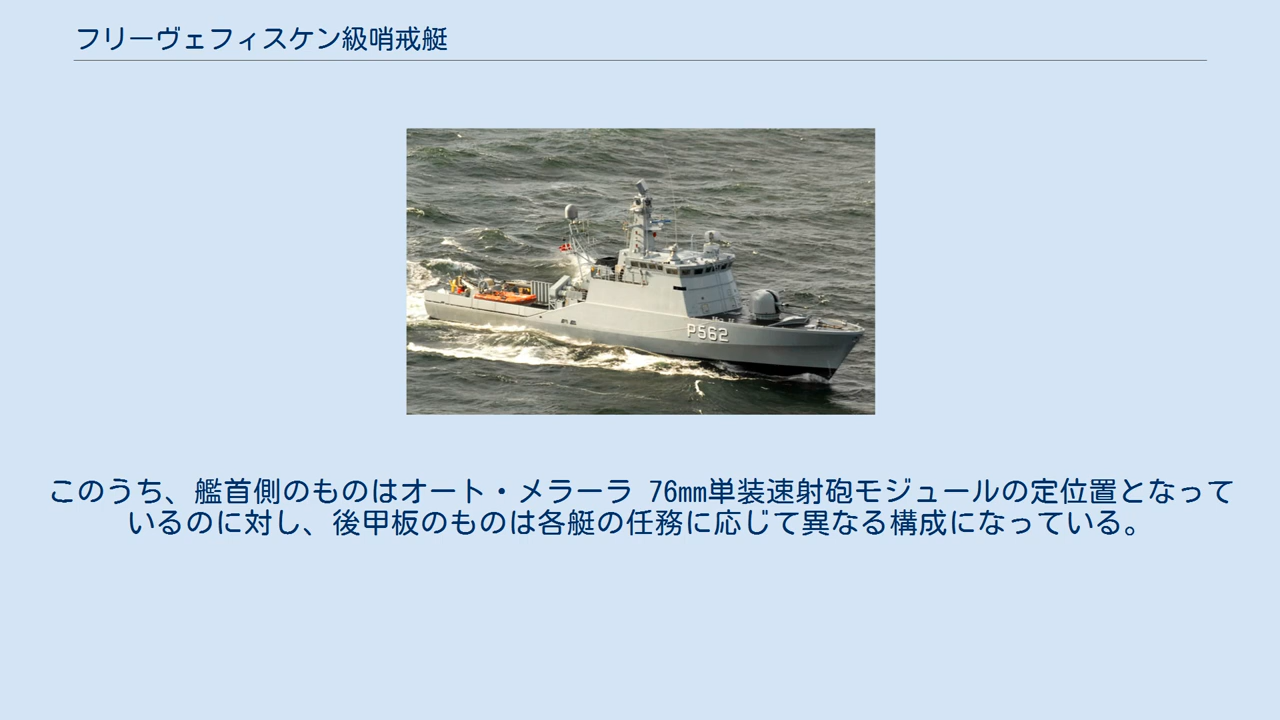 フリーヴェフィスケン級哨戒艇
P562
このうち、艦首側のものはオート・メラーラ 76mm単装速射砲モジュールの定位置となって
いるのに対し、後甲板のものは各艇の任務に応じて異なる構成になっている。